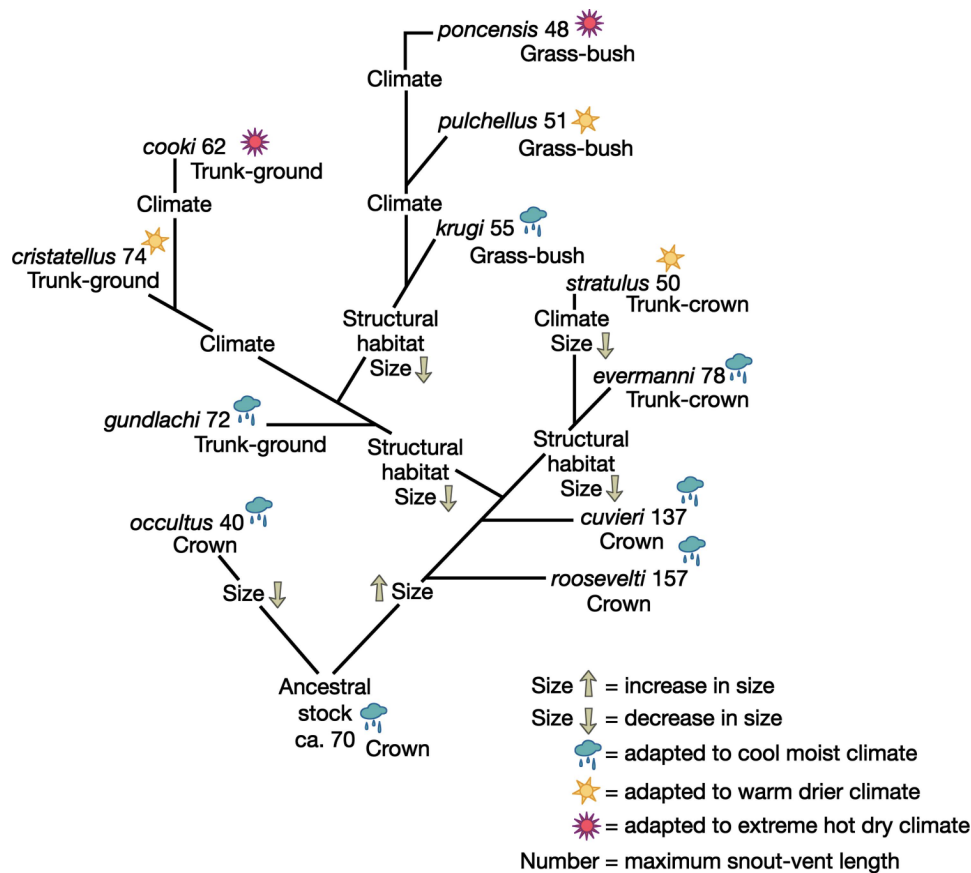 poncensis 48
Grass-bush
Climate
pulchellus 51
Grass-bush
cooki 62
Trunk-ground
Climate
Climate
krugi 55
Grass-bush
cristatellus 74
Trunk-ground
stratulus 50
Trunk-crown
Climate
Size
Structural
habitat
Size
Climate
evermanni 78
Trunk-crown
gundlachi 72
Trunk-ground
Structural
habitat
Size
Structural
habitat
Size
cuvieri 137
Crown
occultus 40
Crown
roosevelti 157
Crown
Size
Size
Ancestral
stock
ca. 70 Crown
Size = increase in size
Size = decrease in size
= adapted to cool moist climate
= adapted to warm drier climate
= adapted to extreme hot dry climate
Number = maximum snout-vent length